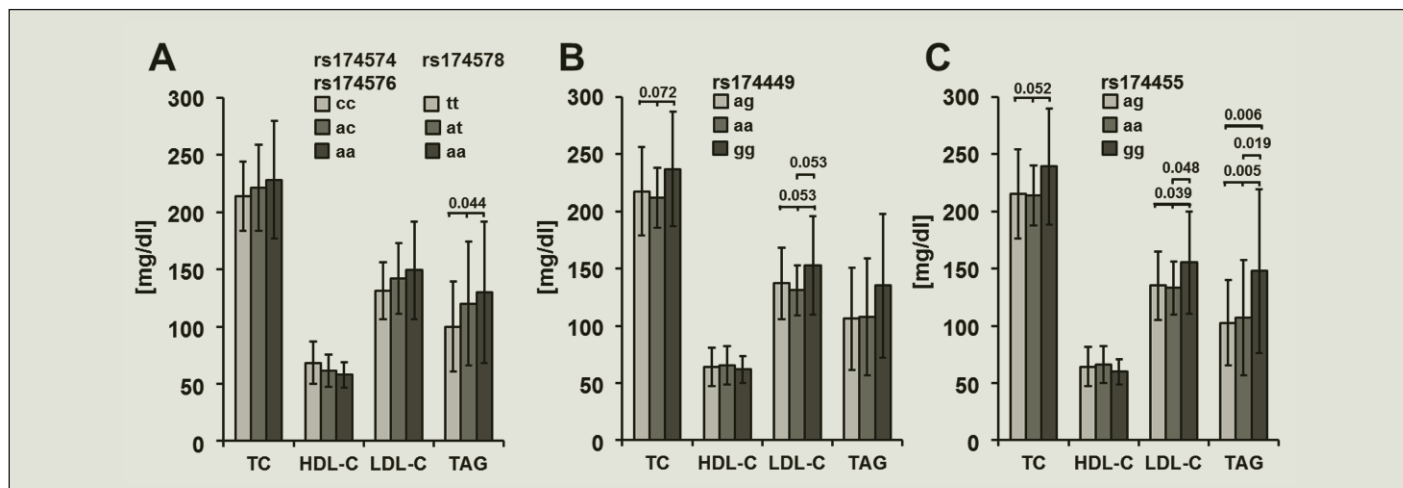 A
rs174574 rs174578
rs174576
cc tt
ac at
aa aa
300
250
200
150
100
50
0
[mg/dl]
0.044
TC HDL-C LDL-C TAG
B
rs174449
ag
aa
gg
300
250
200
150
100
50
0
[mg/dl]
0.072
0.053
0.053
TC HDL-C LDL-C TAG
C
rs174455
ag
aa
gg
300
250
200
150
100
50
0
[mg/dl]
0.052
0.048
0.039
0.006
0.019
0.005
TC HDL-C LDL-C TAG